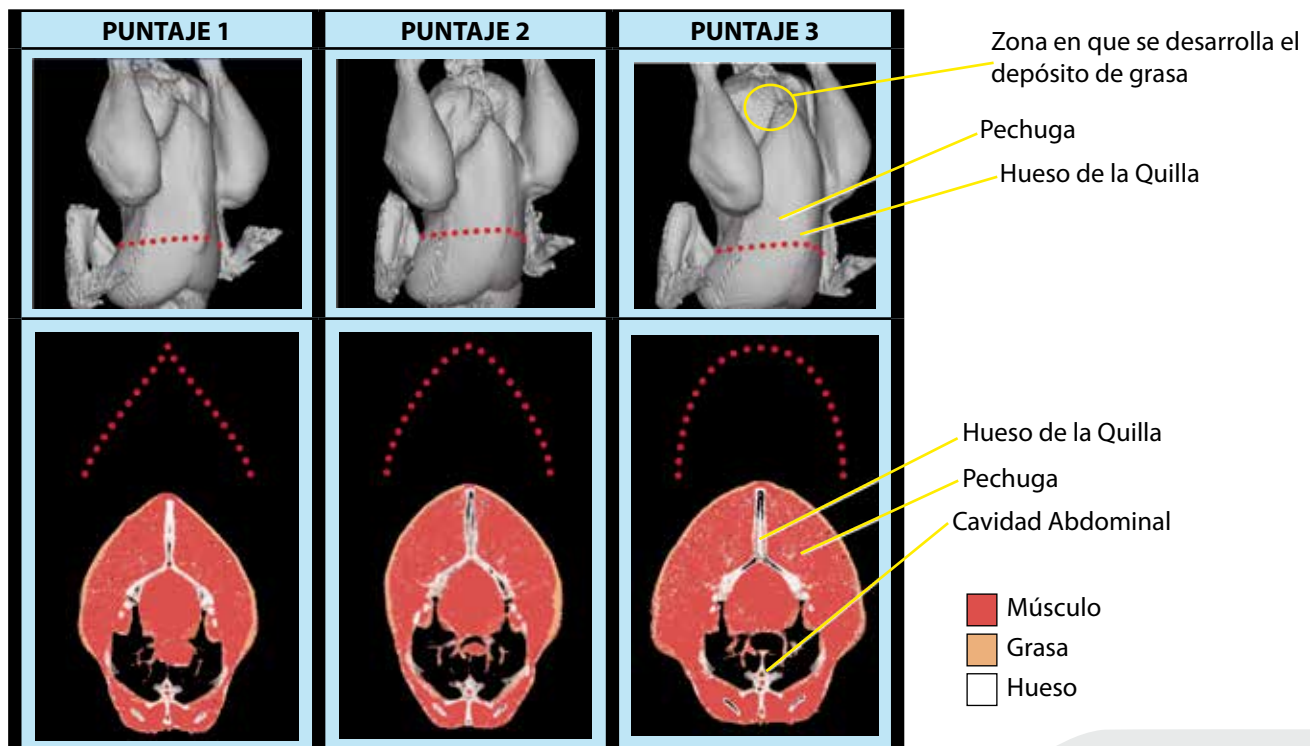 PUNTAJE 1
PUNTAJE 2
PUNTAJE 3
Zona en que se desarrolla el
depósito de grasa
Pechuga
Hueso de la Quilla
Hueso de la Quilla
Pechuga
Cavidad Abdominal
Músculo
Grasa
Hueso